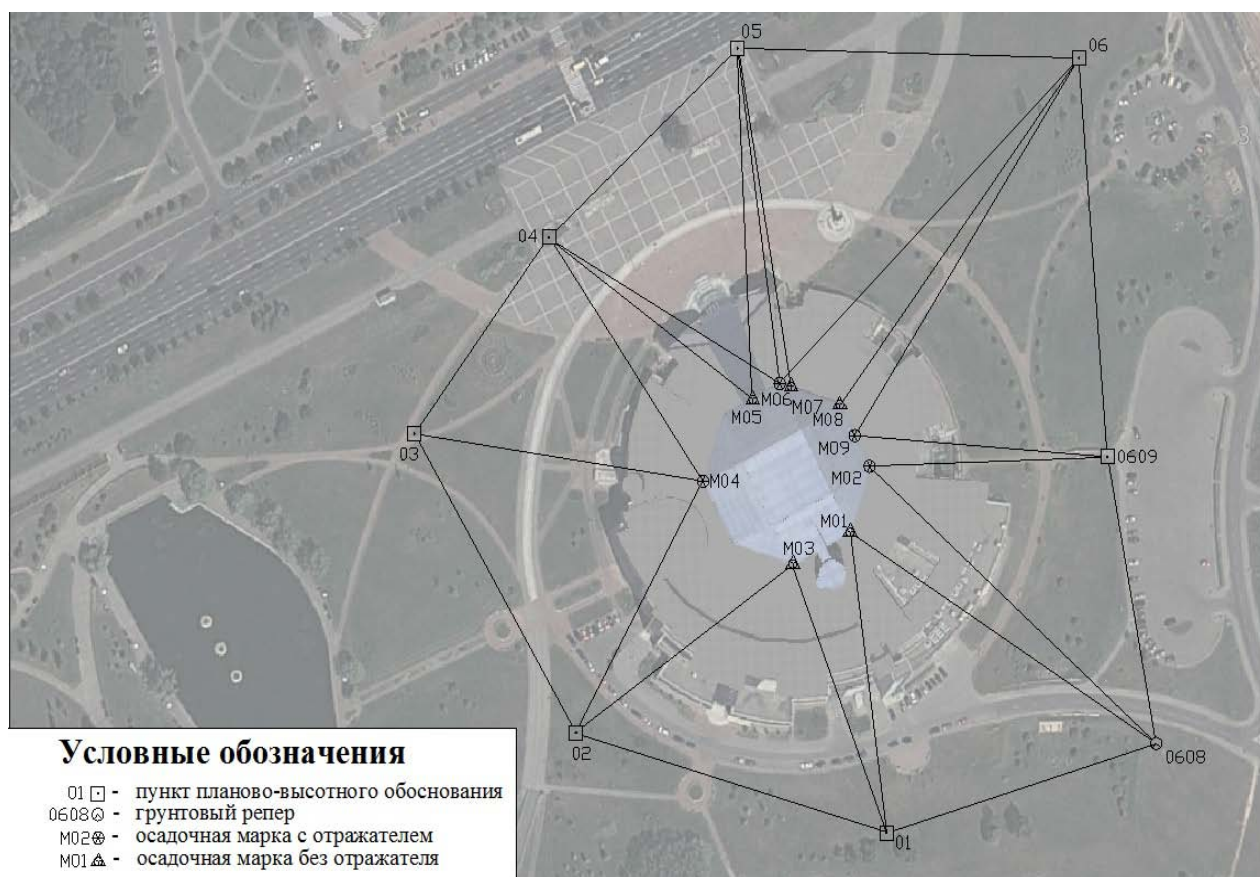 05
06
04
M06
M05
M07
M08
M09
03
M04
M02
0609
M01
M03
02
0608
01
Условные обозначения
01 - пункт планово-высотного обоснования
0608 - грунтовый репер
M02 - осадочная марка с отражателем
M01 - осадочная марка без отражателя